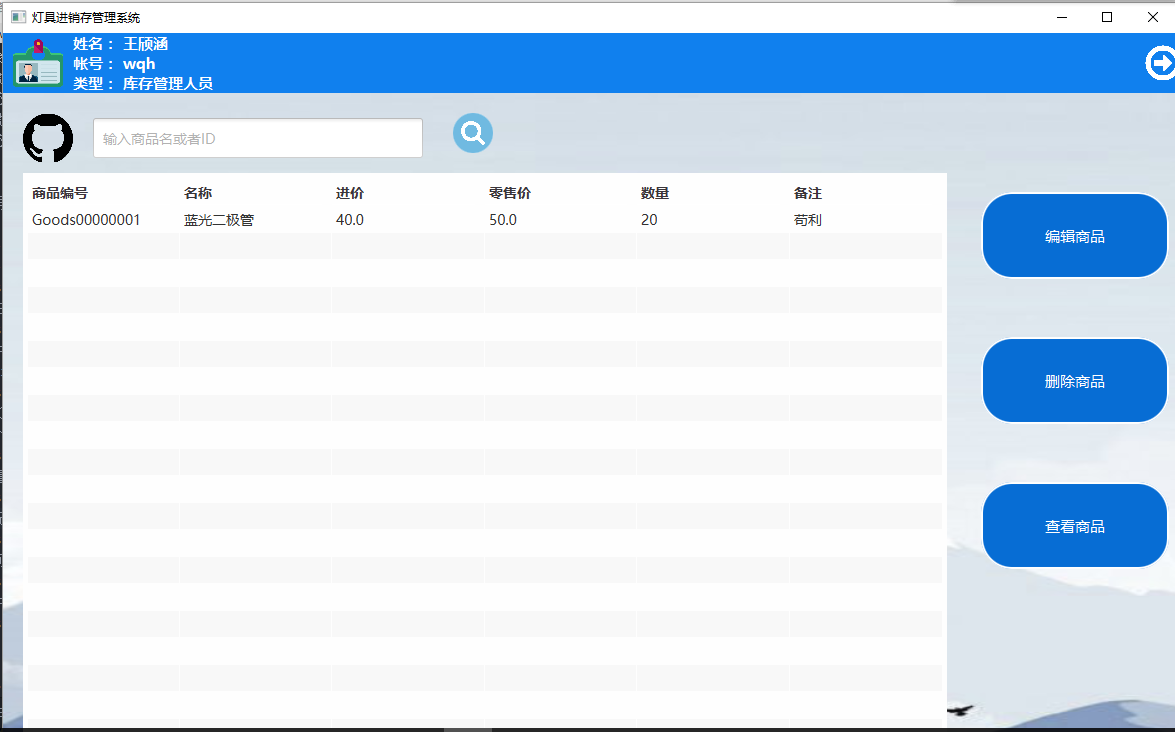 灯具进销存管理系统
姓名： 王颀涵
帐号： wqh
类型： 库存管理人员
输入商品名或者ID
商品编号 名称 进价 零售价 数量 备注
Goods00000001 蓝光二极管 40.0 50.0 20 苟利
编辑商品
删除商品
查看商品